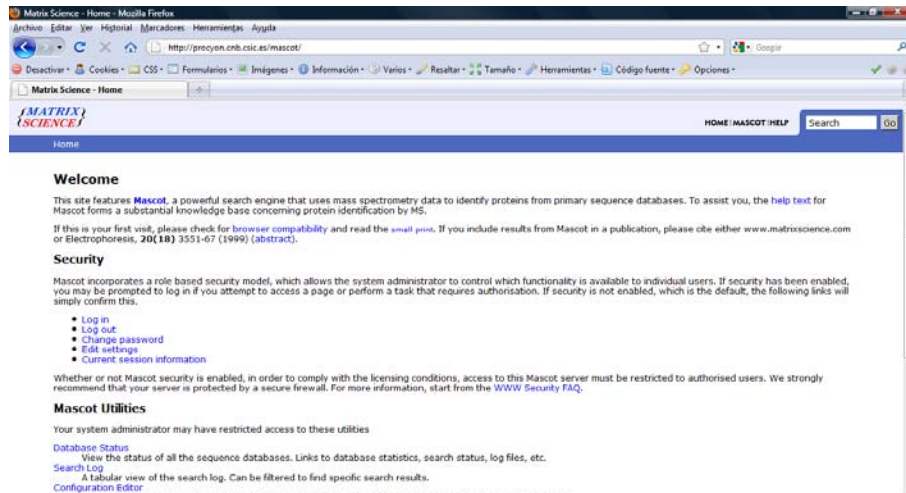 Matrix Science - Home - Mozilla Firefox
Archivo Editar Ver Historial Marcadores Herramientas Ayuda
http://procyon.cnb.csic.es/mascot/ Google
Desactivar Cookies CSS Formularios Imágenes Información Varios Resaltar Tamaño Herramientas Código fuente Opciones
Matrix Science - Home
MATRIX SCIENCE
HOME MASCOT HELP Search Go
Home
Welcome
This site features Mascot, a powerful search engine that uses mass spectrometry data to identify proteins from primary sequence databases. To assist you, the help text for
Mascot forms a substantial knowledge base concerning protein identification by MS.
If this is your first visit, please check for browser compatibility and read the small print. If you include results from Mascot in a publication, please cite either www.matrixscience.com
or Electrophoresis, 20(18) 3551-67 (1999) (abstract).
Security
Mascot incorporates a role based security model, which allows the system administrator to control which functionality is available to individual users. If security has been enabled,
you may be prompted to log in if you attempt to access a page or perform a task that requires authorisation. If security is not enabled, which is the default, the following links will
simply confirm this.
Log in
Log out
Change password
Edit settings
Current session information
Whether or not Mascot security is enabled, in order to comply with the licensing conditions, access to this Mascot server must be restricted to authorised users. We strongly
recommend that your server is protected by a secure firewall. For more information, start from the WWW Security FAQ.
Mascot Utilities
Your system administrator may have restricted access to these utilities
Database Status
View the status of all the sequence databases. Links to database statistics, search status, log files, etc.
Search Log
A tabular view of the search log. Can be filtered to find specific search results.
Configuration Editor